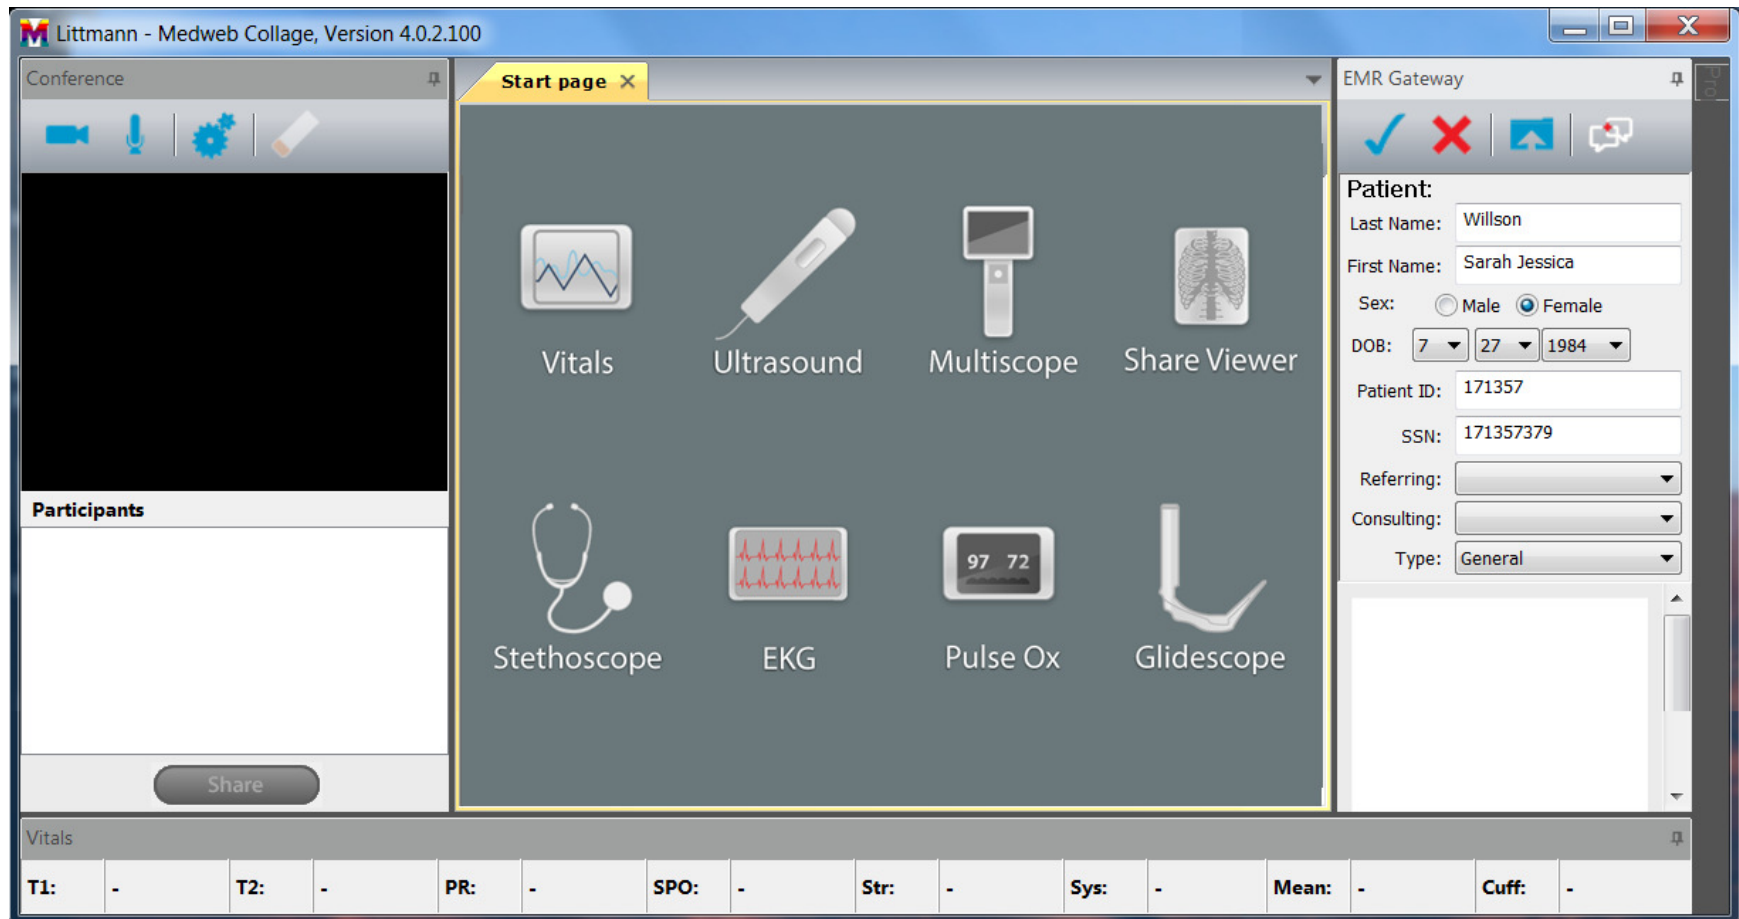 Littmann - Medweb Collage, Version 4.0.2.100
Conference
Participants
Share
Start page
Vitals
Ultrasound
Multiscope
Share Viewer
Stethoscope
EKG
97 72
Pulse Ox
Glidescope
EMR Gateway
Pro
Patient:
Last Name: Willson
First Name: Sarah Jessica
Sex: Male Female
DOB: 7 27 1984
Patient ID: 171357
SSN: 171357379
Referring:
Consulting:
Type: General
Vitals
T1: - T2: - PR: - SPO: - Str: - Sys: - Mean: - Cuff: -